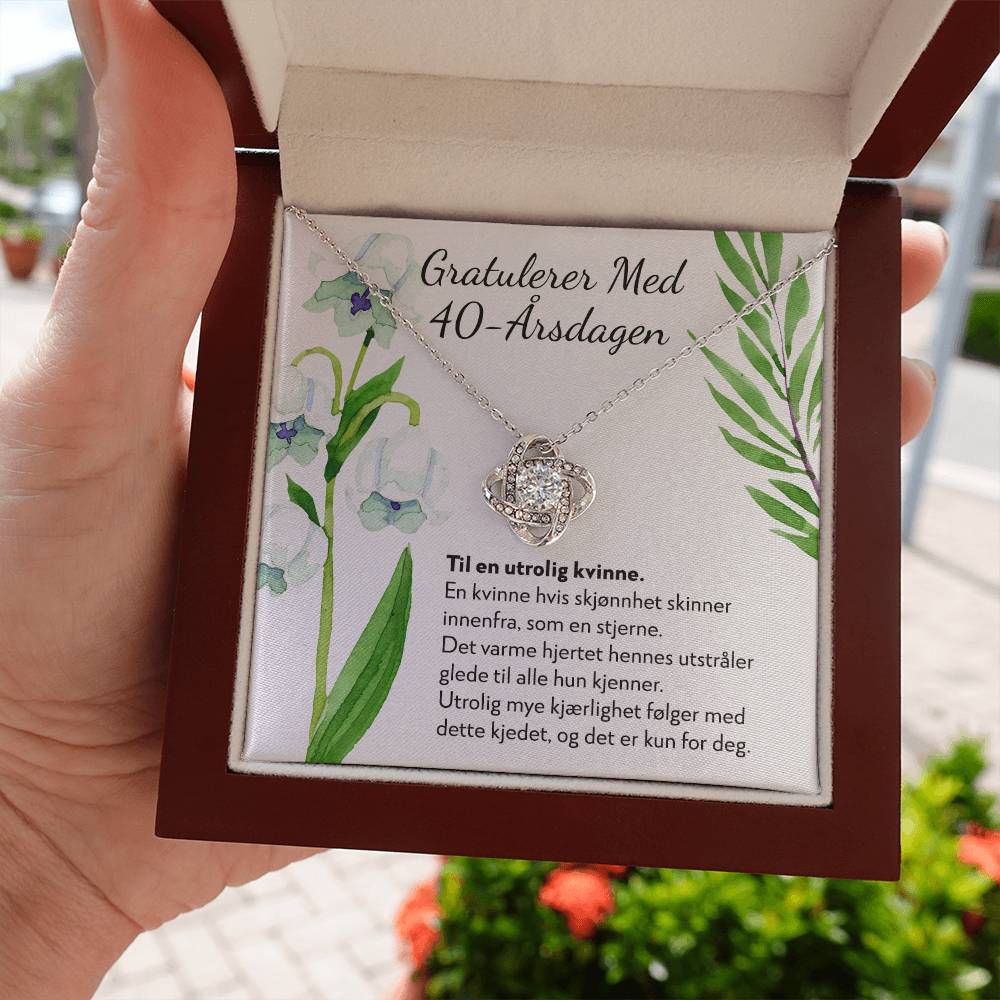 Gratulerer Med
40-Årsdagen
Til en utrolig kvinne.
En kvinne hvis skjønnhet skinner
innenfra, som en stjerne.
Det varme hjertet hennes utstråler
glede til alle hun kjenner.
Utrolig mye kjærlighet følger med
dette kjedet, og det er kun for deg.